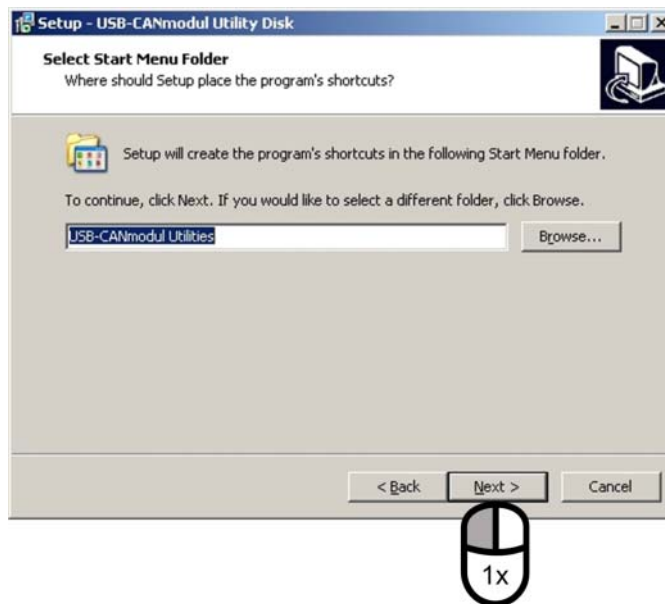 Setup - USB-CANmodul Utility Disk
Select Start Menu Folder
Where should Setup place the program's shortcuts?
Setup will create the program's shortcuts in the following Start Menu folder.
To continue, click Next. If you would like to select a different folder, click Browse.
USB-CANmodul Utilities
Browse...
< Back
Next >
Cancel
1x